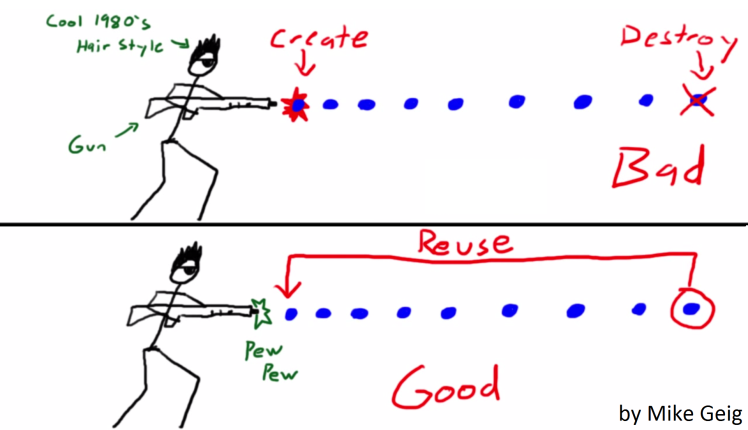 Cool 1980's
Hair Style
Create
Destroy
Gun
Bad
Reuse
Pew
Pew
Good
by Mike Geig